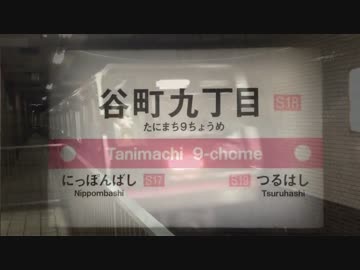 谷町九丁目 S18
たにまち9ちょうめ
Tanimachi 9-chome
にっぽんばし S17 S19 つるはし
Nippombashi Tsuruhashi